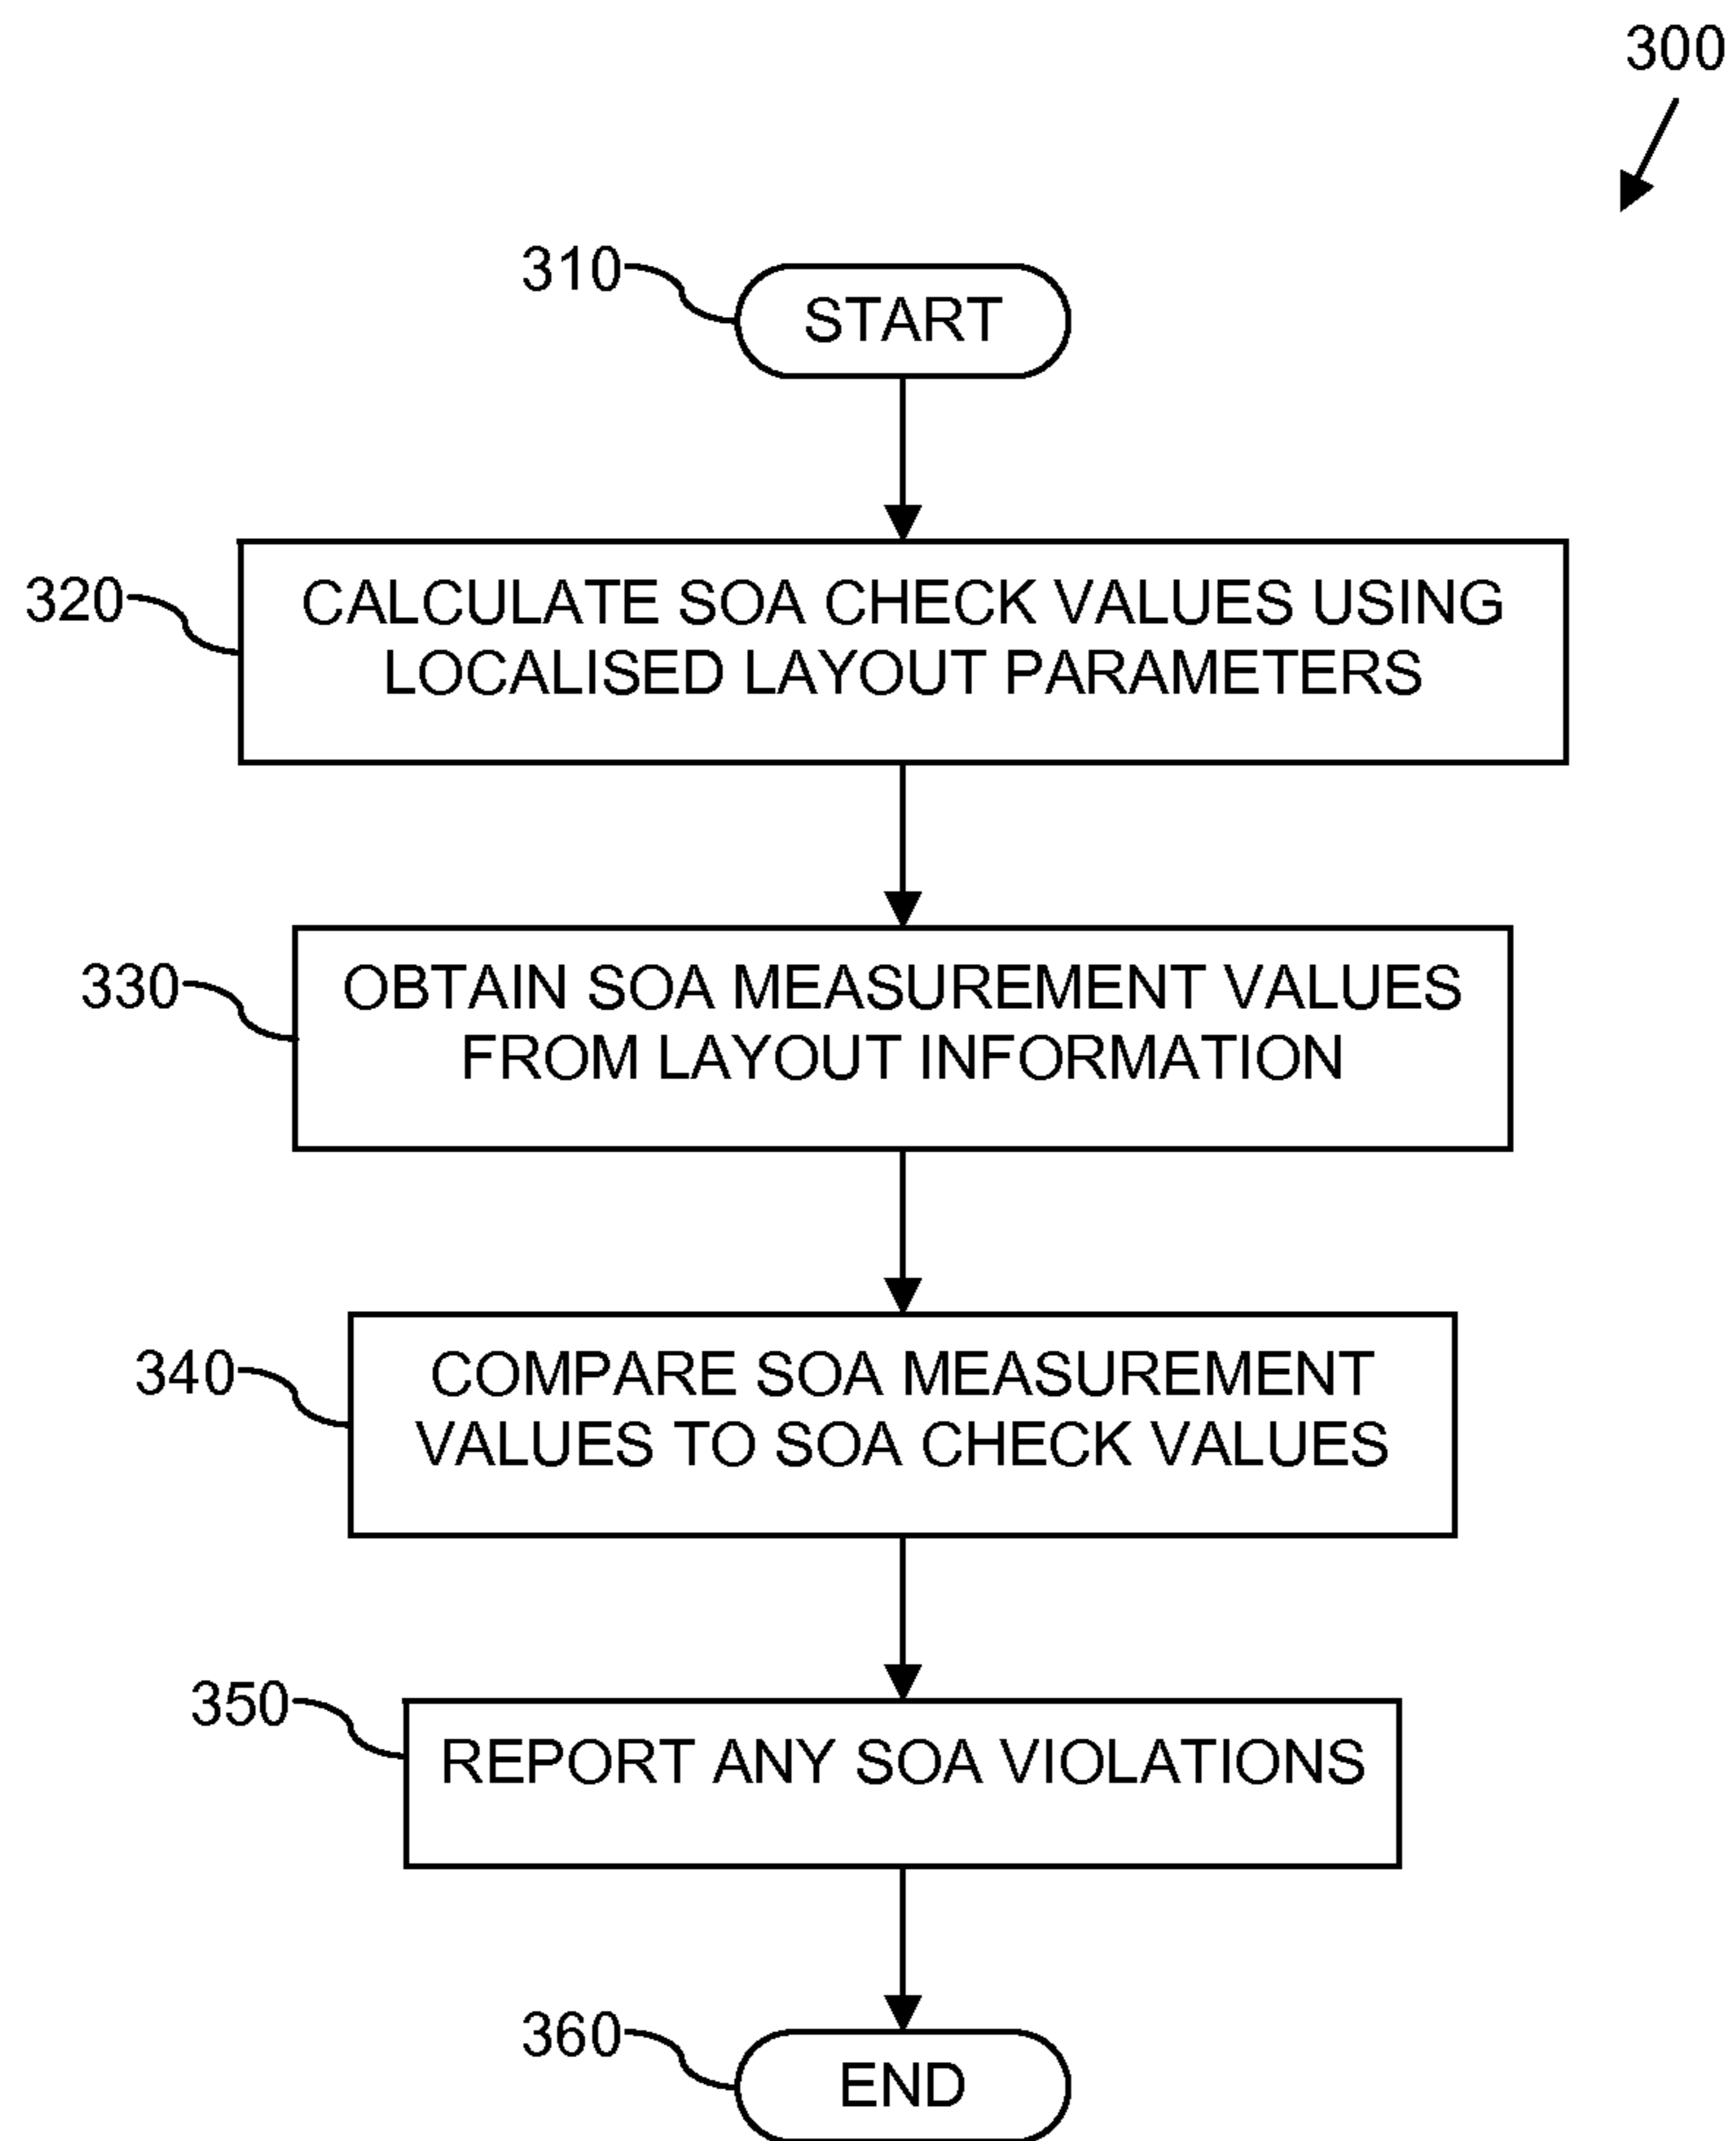 300
310
START
320
CALCULATE SOA CHECK VALUES USING
LOCALISED LAYOUT PARAMETERS
330
OBTAIN SOA MEASUREMENT VALUES
FROM LAYOUT INFORMATION
340
COMPARE SOA MEASUREMENT
VALUES TO SOA CHECK VALUES
350
REPORT ANY SOA VIOLATIONS
360
END